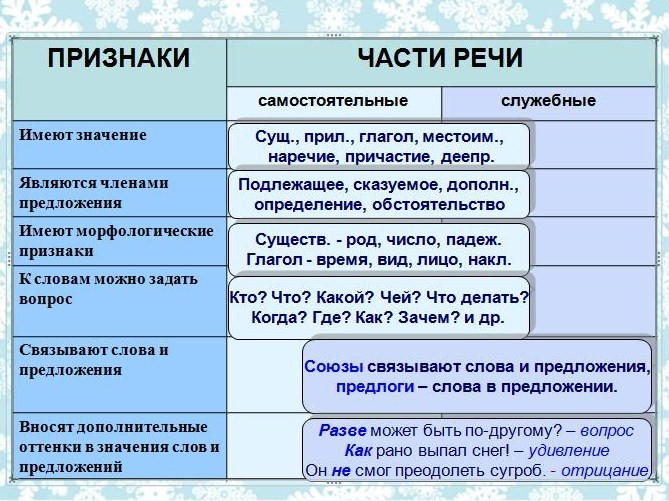 ПРИЗНАКИ
ЧАСТИ РЕЧИ
самостоятельные
служебные
Имеют значение
Сущ., прил., глагол, местоим.,
наречие, причастие, деепр.
Являются членами
предложения
Подлежащее, сказуемое, дополн.,
определение, обстоятельство
Имеют морфологические
признаки
Существ. - род, число, падеж.
Глагол - время, вид, лицо, накл.
К словам можно задать
вопрос
Кто? Что? Какой? Чей? Что делать?
Когда? Где? Как? Зачем? и др.
Связывают слова и
предложения
Союзы связывают слова и предложения,
предлоги – слова в предложении.
Вносят дополнительные
оттенки в значения слов и
предложений
Разве может быть по-другому? – вопрос
Как рано выпал снег! – удивление
Он не смог преодолеть сугроб. - отрицание